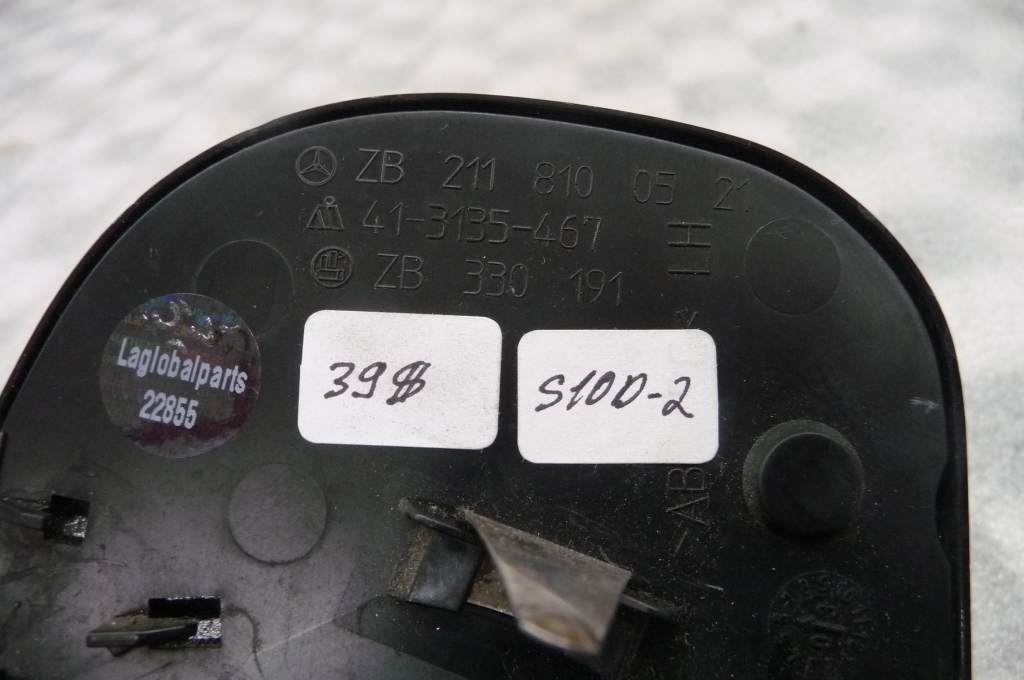 ZB 211 810 05 21
41-3135-467
LH
ZB 330 191
Laglobalparts
22855
39$
S10D-2